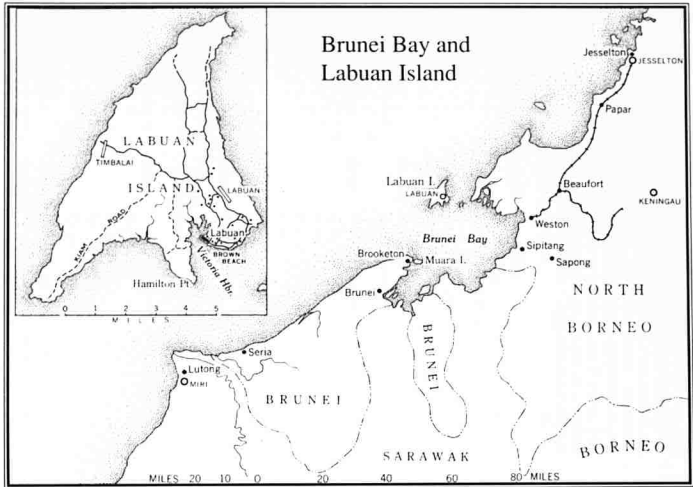 Brunei Bay and
Labuan Island
LABUAN
TIMBALAI
ISLAND
LABUAN
ROAD
Labuan
BROWN
BEACH
Victoria Hbr.
Hamilton Pt.
0 1 2 3 4 5
MILES
Jesselton
JESSELTON
Papar
Labuan I.
LABUAN
Beaufort
KENINGAU
Weston
Brunei Bay
Sipitang
Brooketon
Muara I.
Sapong
Brunei
NORTH
BORNEO
BRUNEI
Seria
Lutong
MIRI
BRUNEI
SARAWAK
BORNEO
MILES 20 10 0 20 40 60 80 MILES